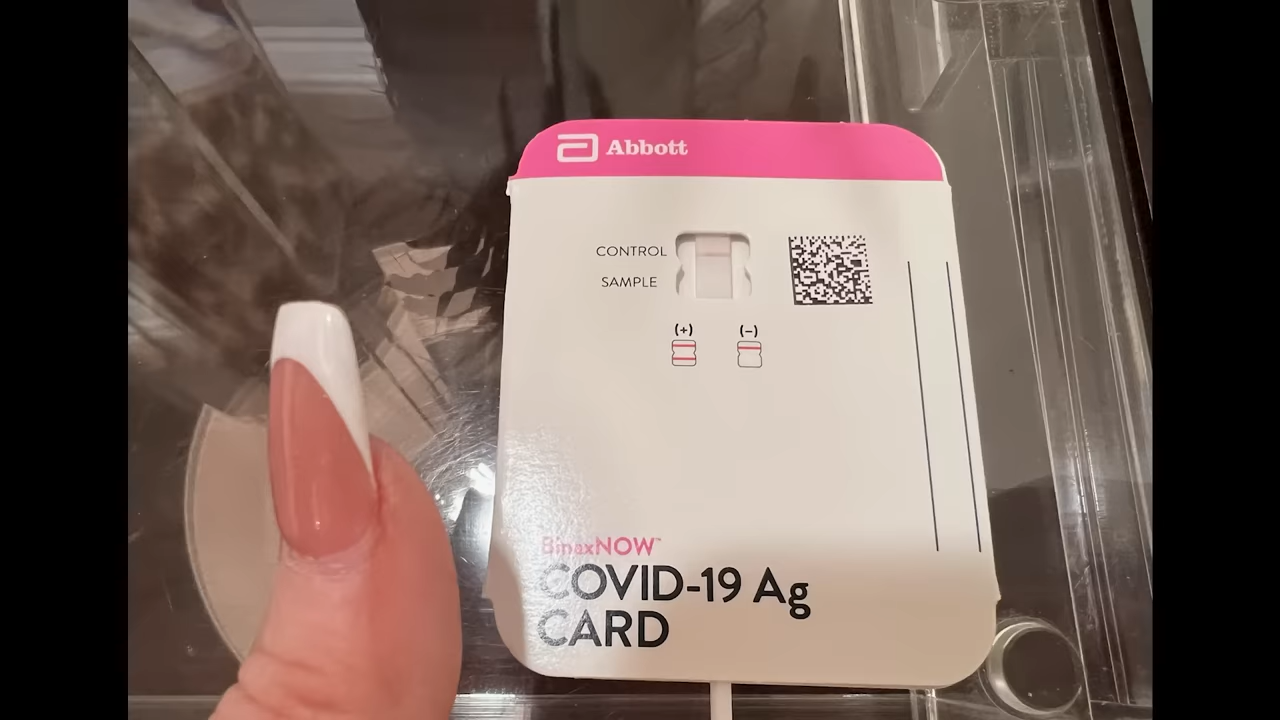 Abbott
CONTROL
SAMPLE
(+) (-)
BinaxNOW™
COVID-19 Ag
CARD